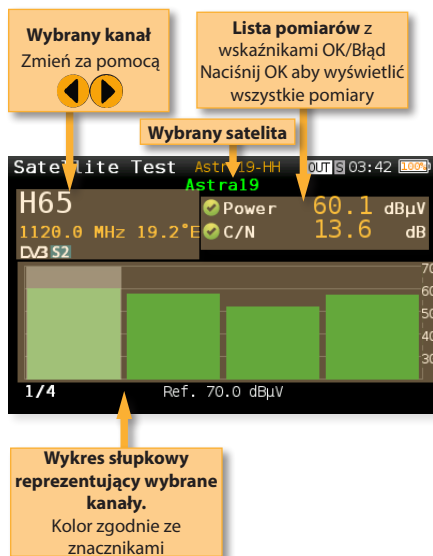 Wybrany kanał
Zmień za pomocą
Lista pomiarów z
wskaźnikami OK/Błąd
Naciśnij OK aby wyświetlić
wszystkie pomiary
Wybrany satelita
Satellite Test Astra19-HH OUT S 03:42 100%
Astra19
H65
1120.0 MHz 19.2°E
DVB S2
Power 60.1 dBµV
C/N 13.6 dB
70
60
50
40
30
1/4 Ref. 70.0 dBµV
Wykres słupkowy
reprezentujący wybrane
kanały.
Kolor zgodnie ze
znacznikami